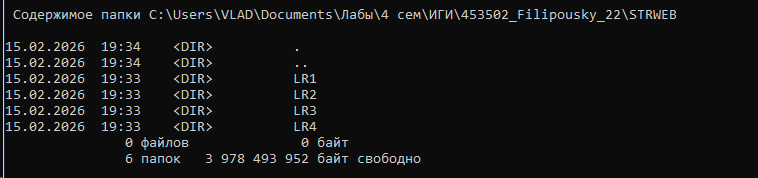 Содержимое папки C:\Users\VLAD\Documents\Лабы\4 сем\ИГИ\453502_Filipousky_22\STRWEB
15.02.2026  19:34    <DIR>          .
15.02.2026  19:34    <DIR>          ..
15.02.2026  19:33    <DIR>          LR1
15.02.2026  19:33    <DIR>          LR2
15.02.2026  19:33    <DIR>          LR3
15.02.2026  19:33    <DIR>          LR4
0 файлов              0 байт
6 папок   3 978 493 952 байт свободно